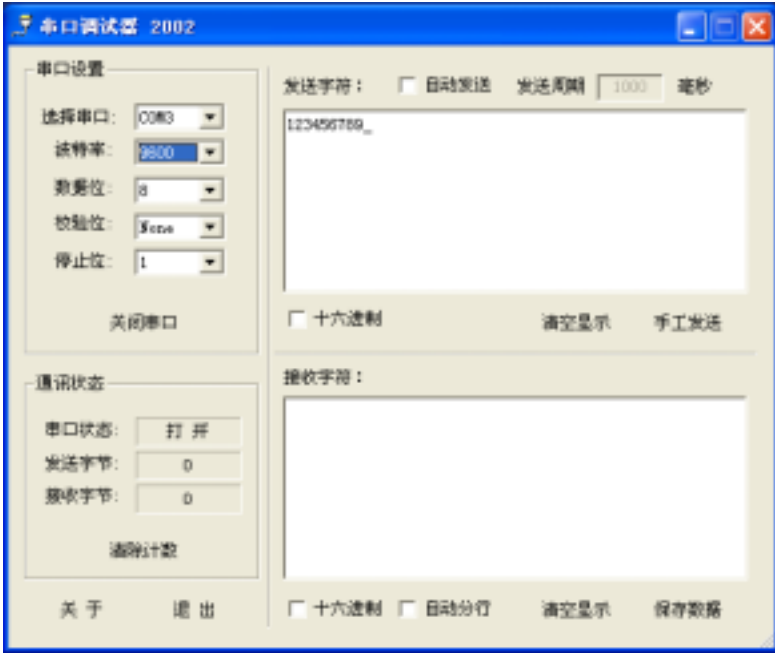 串口调试器 2002
串口设置
选择串口: COM3
波特率: 9600
数据位: 8
校验位: None
停止位: 1
关闭串口
通讯状态
串口状态: 打 开
发送字节: 0
接收字节: 0
清除计数
关 于 退 出
发送字符: 自动发送 发送周期 1000 毫秒
123456789_
十六进制 清空显示 手工发送
接收字符:
十六进制 自动分行 清空显示 保存数据